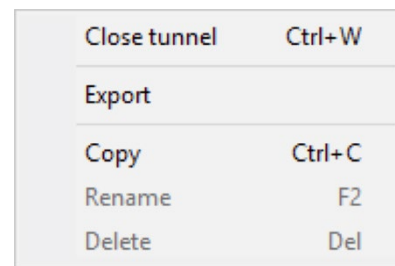 Close tunnel Ctrl+W
Export
Copy Ctrl+C
Rename F2
Delete Del